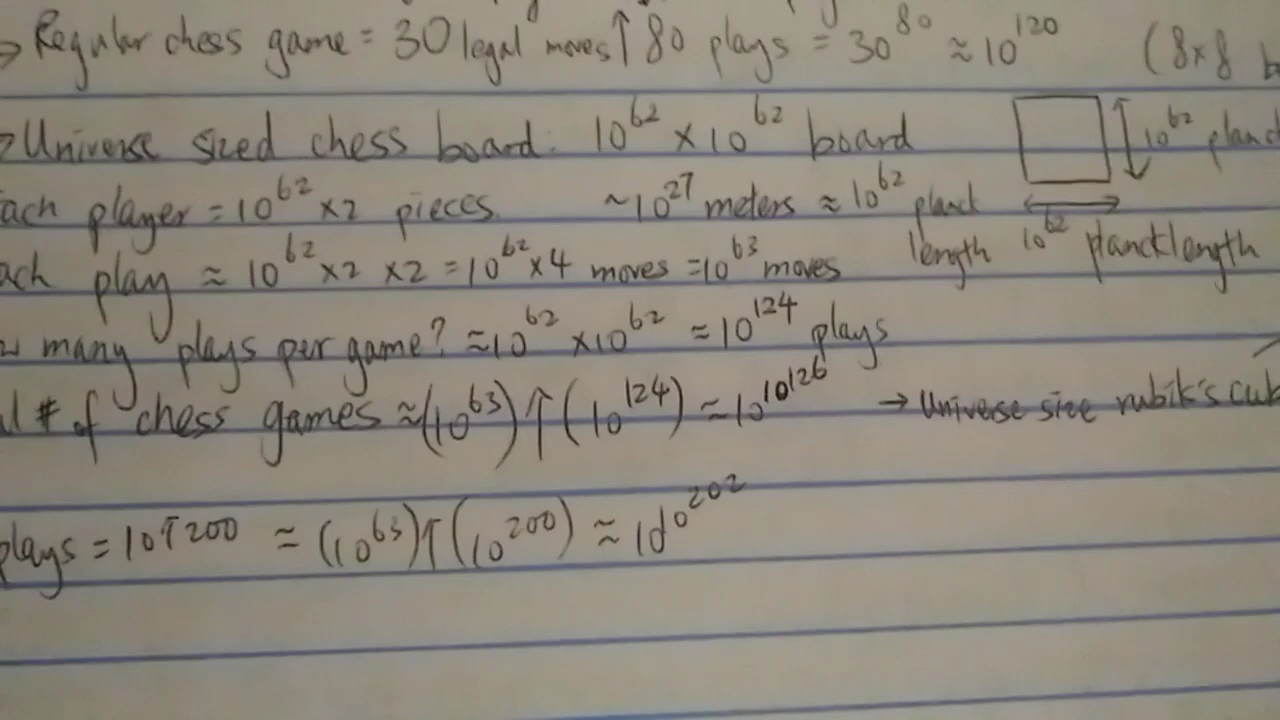 → Regular chess game = 30 legal moves ↑ 80 plays = 30^80 ≈ 10^120 (8×8
Universe sized chess board: 10^62 × 10^62 board
10^62
ach player = 10^62 ×2 pieces. ~10^27 meters ≈ 10^62 planck length
10^62 plancklength
ach play ≈ 10^62 ×2 ×2 = 10^62 ×4 moves = 10^63 moves
many plays per game? ≈ 10^62 ×10^62 ≈ 10^124 plays
# of chess games ≈ (10^63)↑(10^124) ≈ 10^10^126 → Universe size rubik's
plays = 10↑200 ≈ (10^63)↑(10^200) ≈ 10^10^202